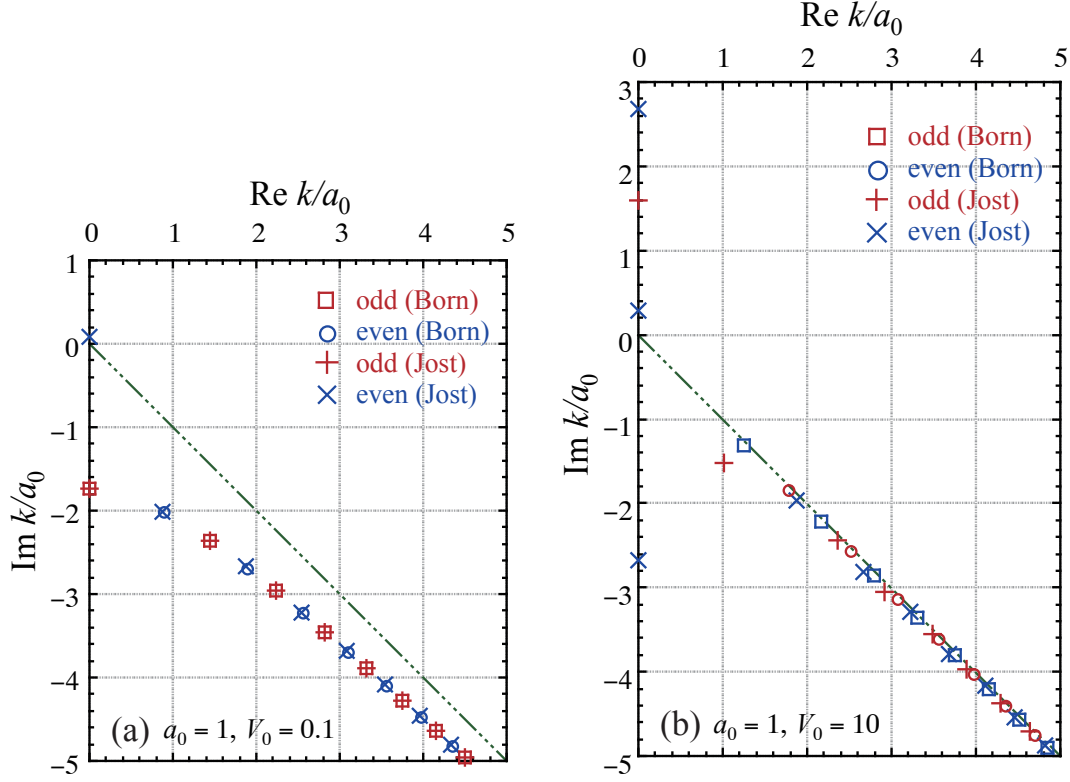 Re k/a₀
0 1 2 3 4 5
1
0
−1
−2
−3
−4
−5
Im k/a₀
odd (Born)
even (Born)
odd (Jost)
even (Jost)
(a) a₀ = 1, V₀ = 0.1
Re k/a₀
0 1 2 3 4 5
3
2
1
0
−1
−2
−3
−4
−5
Im k/a₀
odd (Born)
even (Born)
odd (Jost)
even (Jost)
(b) a₀ = 1, V₀ = 10